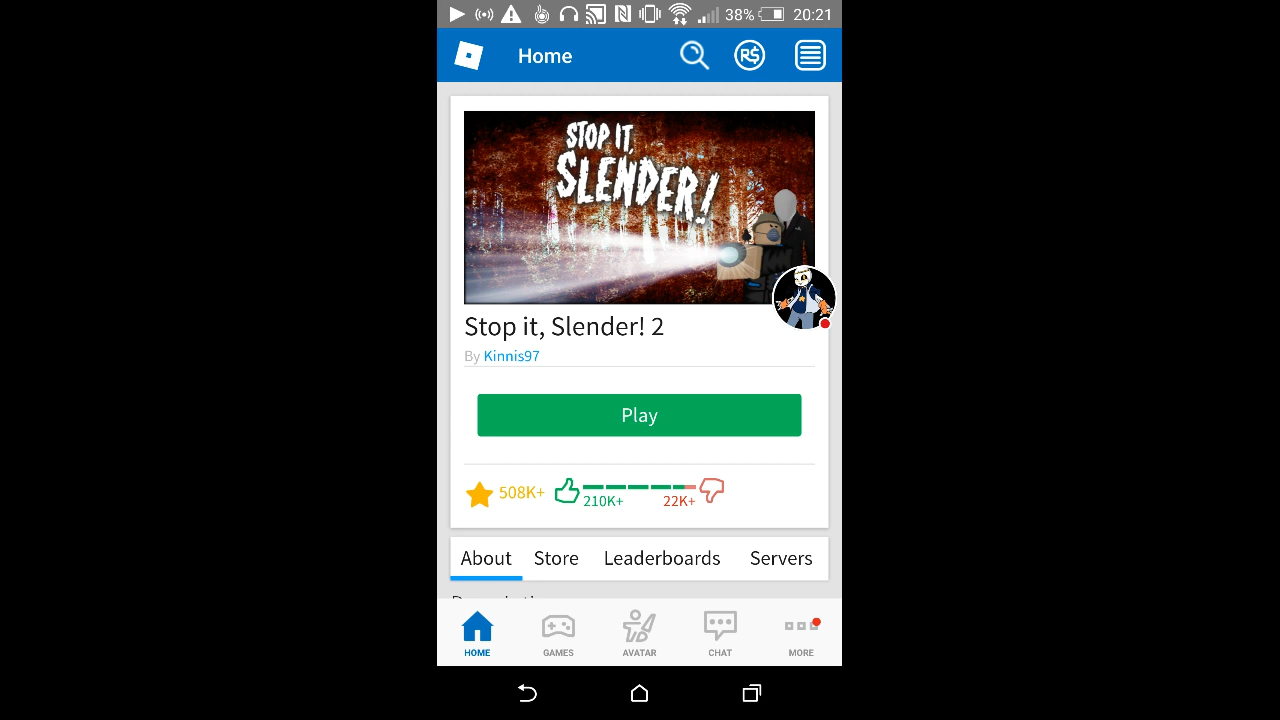 38% 20:21
Home R$
STOP IT,
SLENDER!
Stop it, Slender! 2
By Kinnis97
Play
508K+ 210K+ 22K+
About Store Leaderboards Servers
HOME GAMES AVATAR CHAT MORE